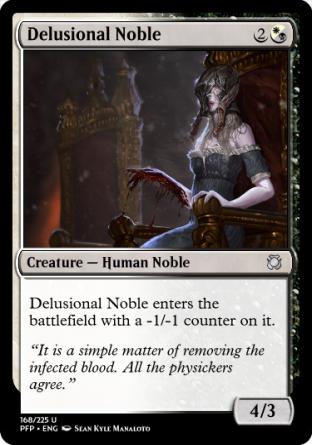 Delusional Noble 2
Creature — Human Noble
Delusional Noble enters the
battlefield with a -1/-1 counter on it.
“It is a simple matter of removing the
infected blood. All the physickers
agree.”
4/3
168/225 U
PFP • ENG Sean Kyle Manaloto